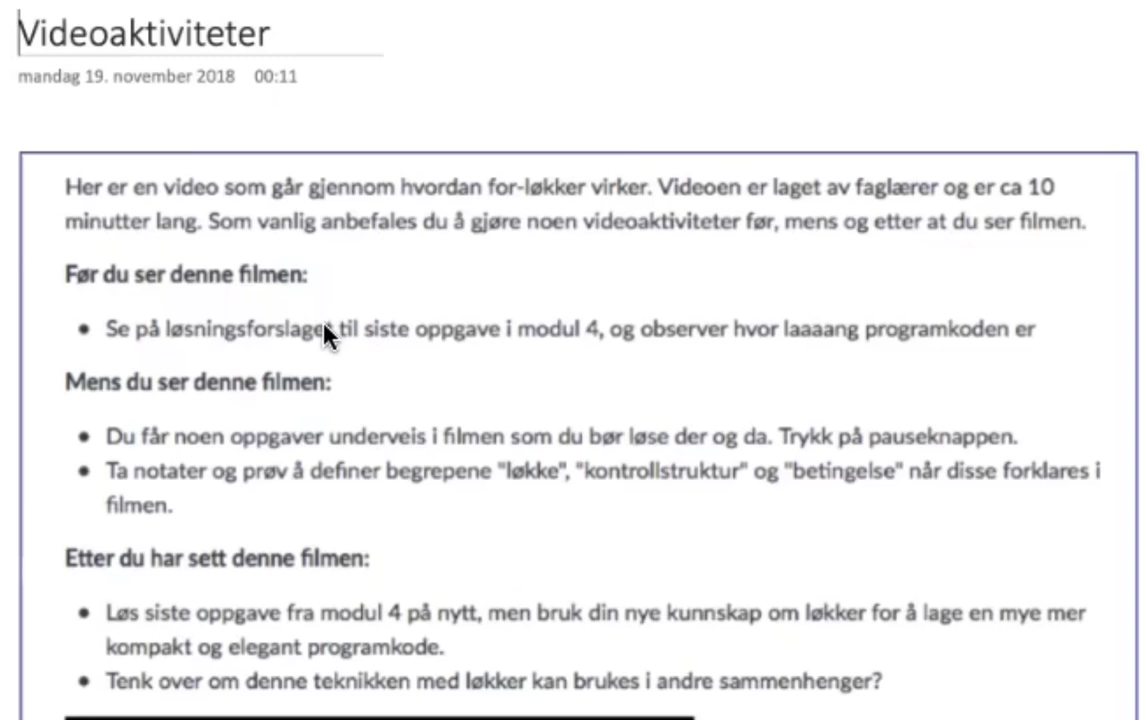 Videoaktiviteter
mandag 19. november 2018 00:11
Her er en video som går gjennom hvordan for-løkker virker. Videoen er laget av faglærer og er ca 10
minutter lang. Som vanlig anbefales du å gjøre noen videoaktiviteter før, mens og etter at du ser filmen.
Før du ser denne filmen:
• Se på løsningsforslaget til siste oppgave i modul 4, og observer hvor laaaang programkoden er
Mens du ser denne filmen:
• Du får noen oppgaver underveis i filmen som du bør løse der og da. Trykk på pauseknappen.
• Ta notater og prøv å definer begrepene "løkke", "kontrollstruktur" og "betingelse" når disse forklares i
filmen.
Etter du har sett denne filmen:
• Løs siste oppgave fra modul 4 på nytt, men bruk din nye kunnskap om løkker for å lage en mye mer
kompakt og elegant programkode.
• Tenk over om denne teknikken med løkker kan brukes i andre sammenhenger?